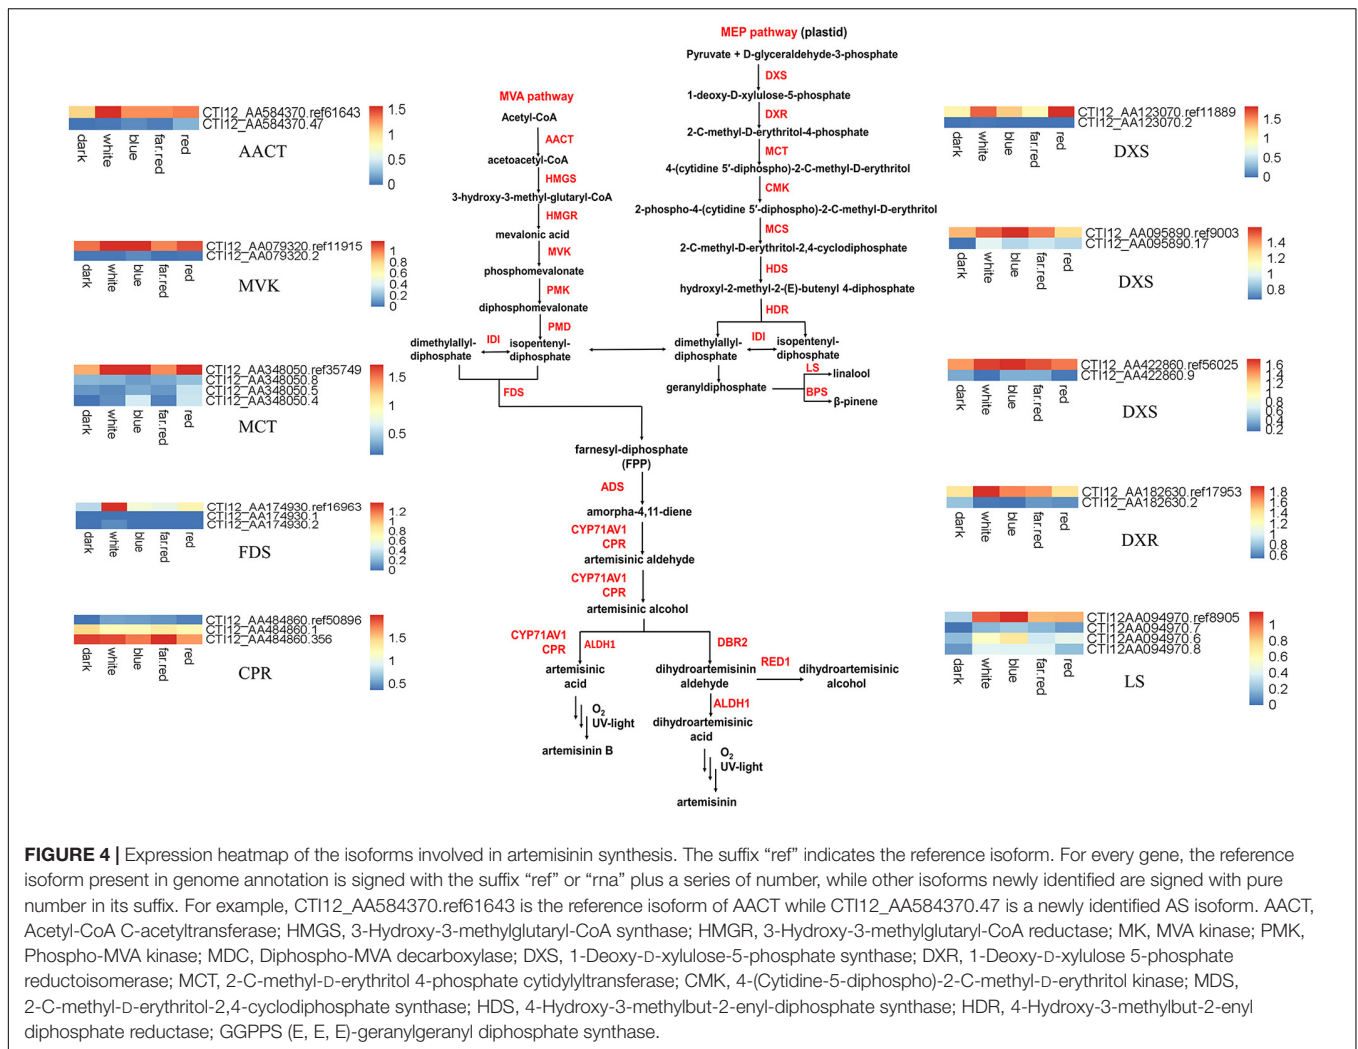 MEP pathway (plastid)
Pyruvate + D-glyceraldehyde-3-phosphate
DXS
1-deoxy-D-xylulose-5-phosphate
DXR
2-C-methyl-D-erythritol-4-phosphate
MCT
4-(cytidine 5'-diphospho)-2-C-methyl-D-erythritol
CMK
2-phospho-4-(cytidine 5'-diphospho)-2-C-methyl-D-erythritol
MCS
2-C-methyl-D-erythritol-2,4-cyclodiphosphate
HDS
hydroxyl-2-methyl-2-(E)-butenyl 4-diphosphate
HDR
dimethylallyl-
diphosphate
IDI
isopentenyl-
diphosphate
geranyldiphosphate
LS
linalool
BPS
β-pinene
MVA pathway
Acetyl-CoA
AACT
acetoacetyl-CoA
HMGS
3-hydroxy-3-methyl-glutaryl-CoA
HMGR
mevalonic acid
MVK
phosphomevalonate
PMK
diphosphomevalonate
PMD
dimethylallyl-
diphosphate
IDI
isopentenyl-
diphosphate
FDS
farnesyl-diphosphate
(FPP)
ADS
amorpha-4,11-diene
CYP71AV1
CPR
artemisinic aldehyde
CYP71AV1
CPR
artemisinic alcohol
CYP71AV1
CPR
ALDH1
DBR2
artemisinic
acid
dihydroartemisinin
aldehyde
RED1
dihydroartemisinic
alcohol
O2
UV-light
artemisinin B
ALDH1
dihydroartemisinic
acid
O2
UV-light
artemisinin
CTI12_AA584370.ref61643
CTI12_AA584370.47
dark white blue far.red red
AACT
1.5
1
0.5
0
CTI12_AA079320.ref11915
CTI12_AA079320.2
dark white blue far.red red
MVK
1
0.8
0.6
0.4
0.2
0
CTI12_AA348050.ref35749
CTI12_AA348050.8
CTI12_AA348050.5
CTI12_AA348050.4
dark white blue far.red red
MCT
1.5
1
0.5
CTI12_AA174930.ref16963
CTI12_AA174930.1
CTI12_AA174930.2
dark white blue far.red red
FDS
1.2
1
0.8
0.6
0.4
0.2
0
CTI12_AA484860.ref50896
CTI12_AA484860.1
CTI12_AA484860.356
dark white blue far.red red
CPR
1.5
1
0.5
CTI12_AA123070.ref11889
CTI12_AA123070.2
dark white blue far.red red
DXS
1.5
1
0.5
0
CTI12_AA095890.ref9003
CTI12_AA095890.17
dark white blue far.red red
DXS
1.4
1.2
1
0.8
CTI12_AA422860.ref56025
CTI12_AA422860.9
dark white blue far.red red
DXS
1.6
1.4
1.2
1
0.8
0.6
0.4
0.2
CTI12_AA182630.ref17953
CTI12_AA182630.2
dark white blue far.red red
DXR
1.8
1.6
1.4
1.2
1
0.8
0.6
CTI12AA094970.ref8905
CTI12AA094970.7
CTI12AA094970.6
CTI12AA094970.8
dark white blue far.red red
LS
1
0.8
0.6
0.4
0.2
0
FIGURE 4 | Expression heatmap of the isoforms involved in artemisinin synthesis. The suffix “ref” indicates the reference isoform. For every gene, the reference
isoform present in genome annotation is signed with the suffix “ref” or “rna” plus a series of number, while other isoforms newly identified are signed with pure
number in its suffix. For example, CTI12_AA584370.ref61643 is the reference isoform of AACT while CTI12_AA584370.47 is a newly identified AS isoform. AACT,
Acetyl-CoA C-acetyltransferase; HMGS, 3-Hydroxy-3-methylglutaryl-CoA synthase; HMGR, 3-Hydroxy-3-methylglutaryl-CoA reductase; MK, MVA kinase; PMK,
Phospho-MVA kinase; MDC, Diphospho-MVA decarboxylase; DXS, 1-Deoxy-D-xylulose-5-phosphate synthase; DXR, 1-Deoxy-D-xylulose 5-phosphate
reductoisomerase; MCT, 2-C-methyl-D-erythritol 4-phosphate cytidylyltransferase; CMK, 4-(Cytidine-5-diphospho)-2-C-methyl-D-erythritol kinase; MDS,
2-C-methyl-D-erythritol-2,4-cyclodiphosphate synthase; HDS, 4-Hydroxy-3-methylbut-2-enyl-diphosphate synthase; HDR, 4-Hydroxy-3-methylbut-2-enyl
diphosphate reductase; GGPPS (E, E, E)-geranylgeranyl diphosphate synthase.